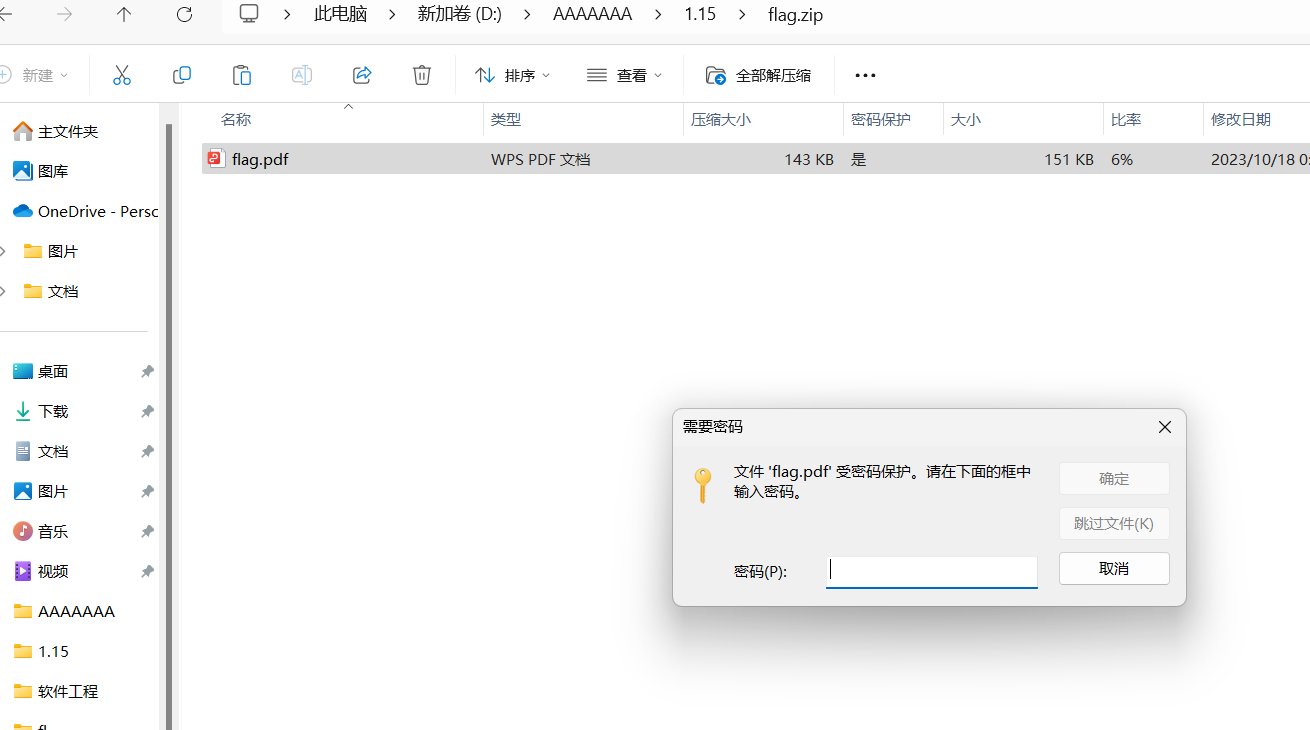 此电脑 > 新加卷 (D:) > AAAAAAA > 1.15 > flag.zip
新建 排序 查看 全部解压缩 •••
名称 类型 压缩大小 密码保护 大小 比率 修改日期
flag.pdf WPS PDF 文档 143 KB 是 151 KB 6% 2023/10/18 0:
主文件夹
图库
OneDrive - Persc
图片
文档
桌面
下载
文档
图片
音乐
视频
AAAAAAA
1.15
软件工程
需要密码
文件 'flag.pdf' 受密码保护。请在下面的框中
输入密码。
密码(P):
确定
跳过文件(K)
取消